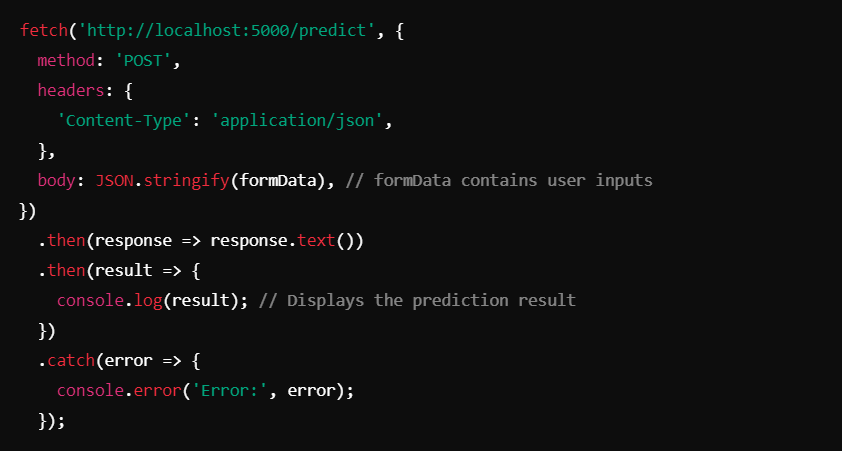 fetch('http://localhost:5000/predict', {
  method: 'POST',
  headers: {
    'Content-Type': 'application/json',
  },
  body: JSON.stringify(formData), // formData contains user inputs
})
  .then(response => response.text())
  .then(result => {
    console.log(result); // Displays the prediction result
  })
  .catch(error => {
    console.error('Error:', error);
  });